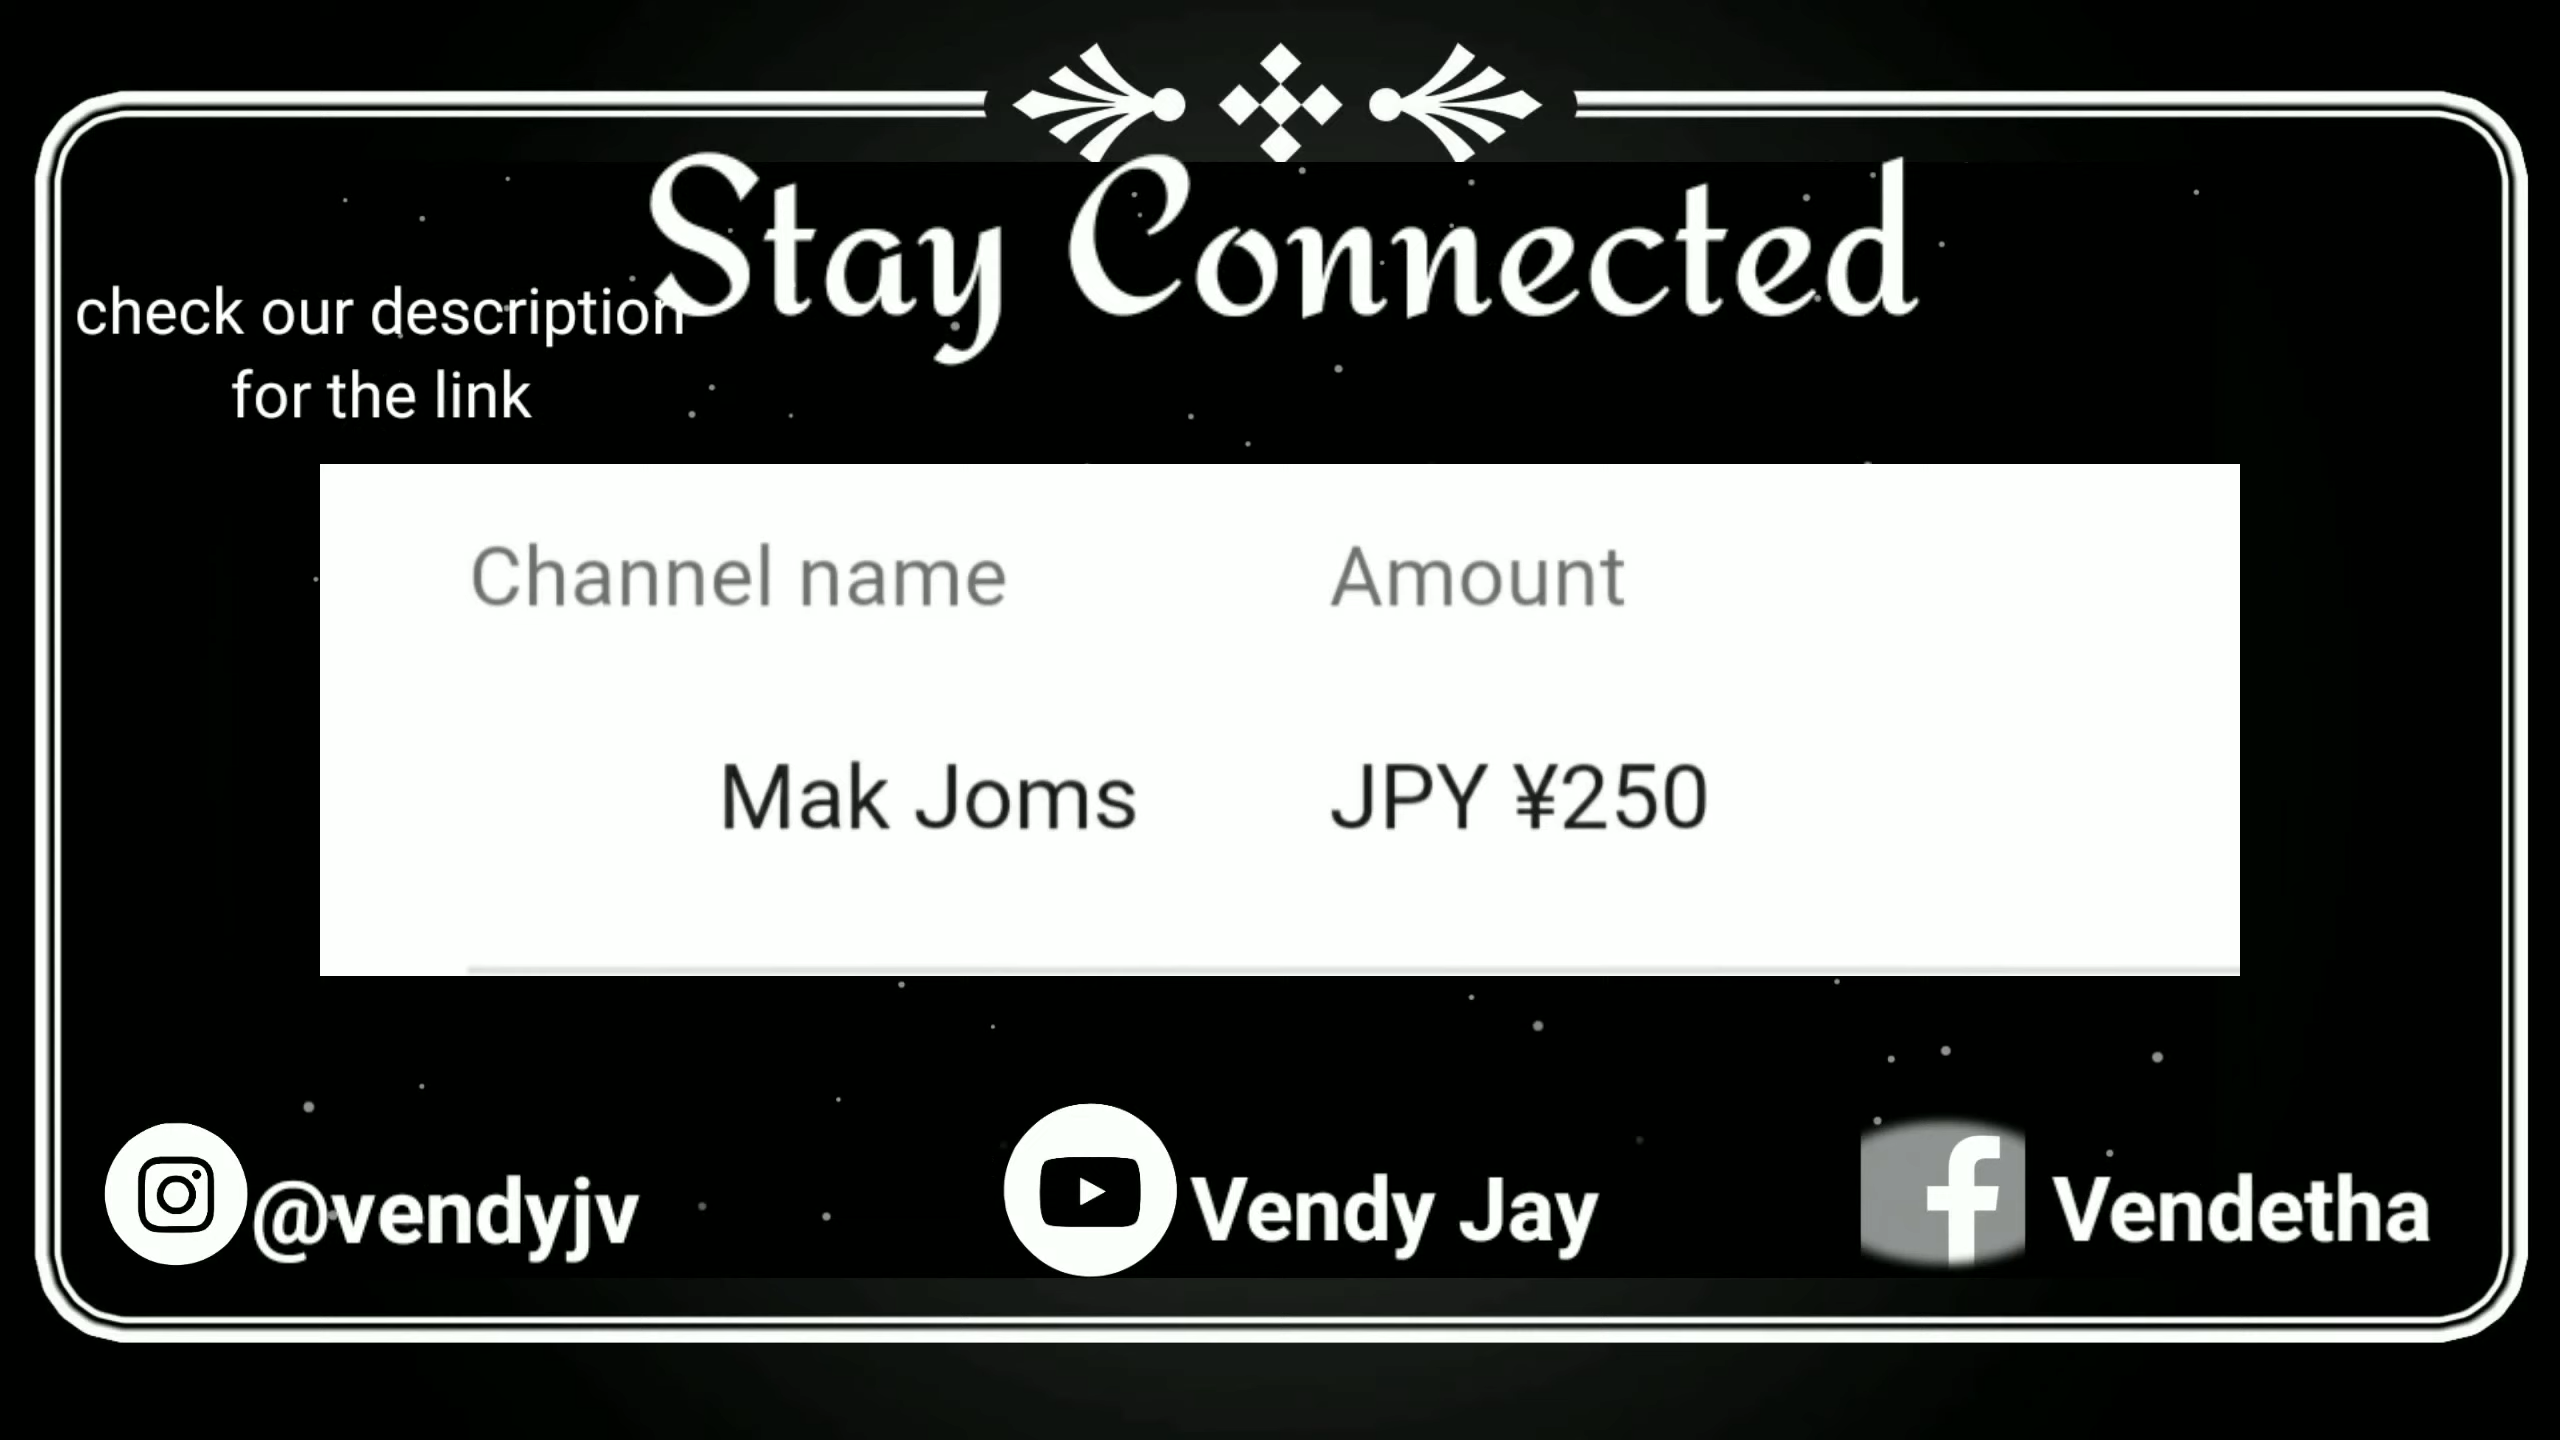 Stay Connected
check our description
for the link
Channel name Amount
Mak Joms JPY ¥250
@vendyjv Vendy Jay Vendetha